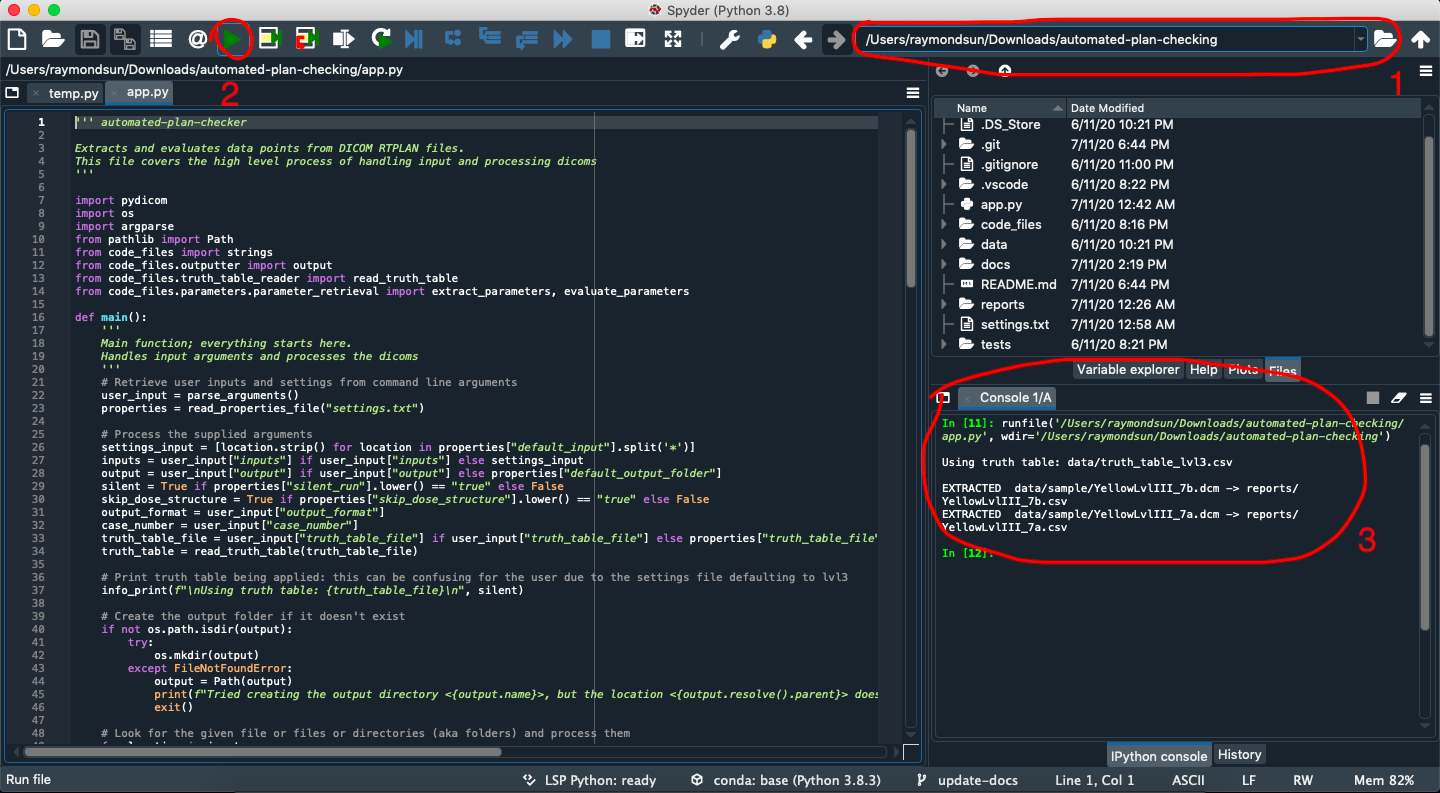 Spyder (Python 3.8)
/Users/raymondsun/Downloads/automated-plan-checking
1
/Users/raymondsun/Downloads/automated-plan-checking/app.py
2
temp.py
app.py
1 ''' automated-plan-checker
2
3 Extracts and evaluates data points from DICOM RTPLAN files.
4 This file covers the high level process of handling input and processing dicoms
5 '''
6
7 import pydicom
8 import os
9 import argparse
10 from pathlib import Path
11 from code_files import strings
12 from code_files.outputter import output
13 from code_files.truth_table_reader import read_truth_table
14 from code_files.parameters.parameter_retrieval import extract_parameters, evaluate_parameters
15
16 def main():
17 '''
18 Main function; everything starts here.
19 Handles input arguments and processes the dicoms
20 '''
21 # Retrieve user inputs and settings from command line arguments
22 user_input = parse_arguments()
23 properties = read_properties_file("settings.txt")
24
25 # Process the supplied arguments
26 settings_input = [location.strip() for location in properties["default_input"].split('*')]
27 inputs = user_input["inputs"] if user_input["inputs"] else settings_input
28 output = user_input["output"] if user_input["output"] else properties["default_output_folder"]
29 silent = True if properties["silent_run"].lower() == "true" else False
30 skip_dose_structure = True if properties["skip_dose_structure"].lower() == "true" else False
31 output_format = user_input["output_format"]
32 case_number = user_input["case_number"]
33 truth_table_file = user_input["truth_table_file"] if user_input["truth_table_file"] else properties["truth_table_file"
34 truth_table = read_truth_table(truth_table_file)
35
36 # Print truth table being applied: this can be confusing for the user due to the settings file defaulting to lvl3
37 info_print(f"\nUsing truth table: {truth_table_file}\n", silent)
38
39 # Create the output folder if it doesn't exist
40 if not os.path.isdir(output):
41 try:
42 os.mkdir(output)
43 except FileNotFoundError:
44 output = Path(output)
45 print(f"Tried creating the output directory <{output.name}>, but the location <{output.resolve().parent}> does
46 exit()
47
48 # Look for the given file or files or directories (aka folders) and process them
Name Date Modified
.DS_Store 6/11/20 10:21 PM
.git 7/11/20 6:44 PM
.gitignore 6/11/20 11:00 PM
.vscode 6/11/20 8:22 PM
app.py 7/11/20 12:42 AM
code_files 6/11/20 8:16 PM
data 6/11/20 10:21 PM
docs 7/11/20 2:19 PM
README.md 7/11/20 6:44 PM
reports 7/11/20 12:26 AM
settings.txt 7/11/20 12:58 AM
tests 6/11/20 8:21 PM
Variable explorer Help Plots Files
Console 1/A
In [11]: runfile('/Users/raymondsun/Downloads/automated-plan-checking/
app.py', wdir='/Users/raymondsun/Downloads/automated-plan-checking')
Using truth table: data/truth_table_lvl3.csv
EXTRACTED data/sample/YellowLvlIII_7b.dcm -> reports/
YellowLvlIII_7b.csv
EXTRACTED data/sample/YellowLvlIII_7a.dcm -> reports/
YellowLvlIII_7a.csv
3
In [12]:
IPython console History
Run file
LSP Python: ready
conda: base (Python 3.8.3)
update-docs
Line 1, Col 1
ASCII
LF
RW
Mem 82%